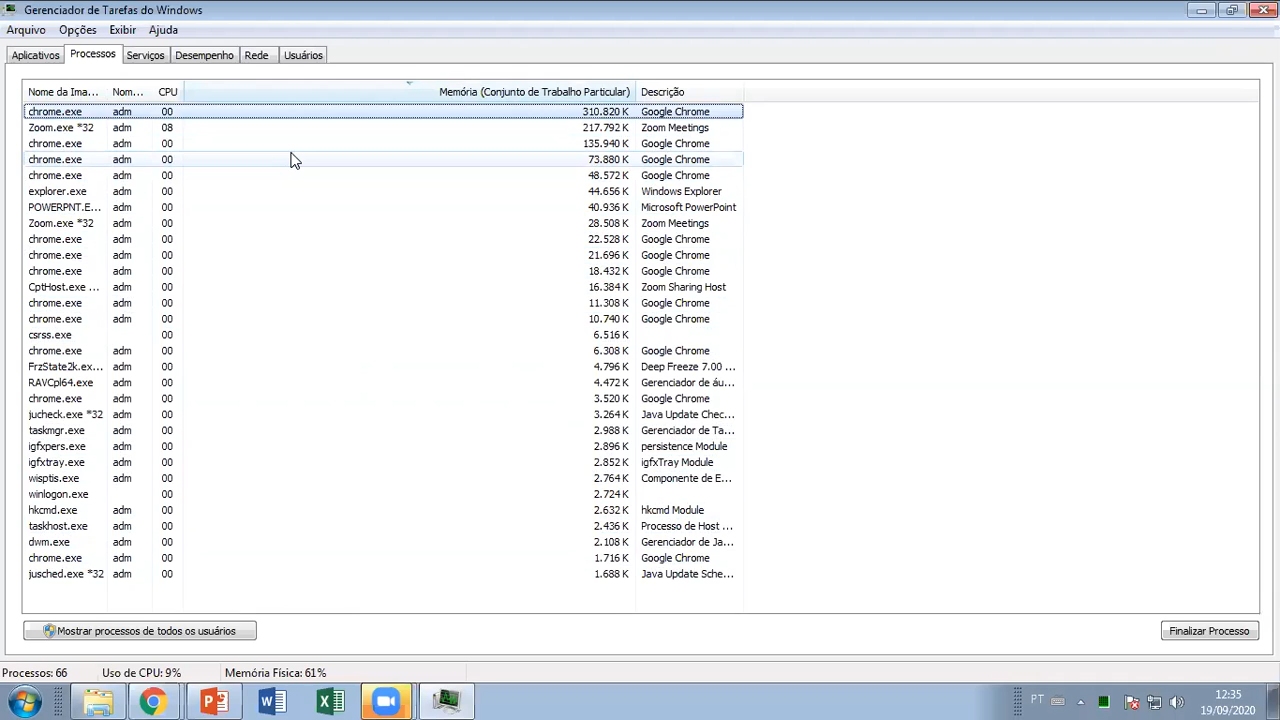 Gerenciador de Tarefas do Windows
Arquivo Opções Exibir Ajuda
Aplicativos Processos Serviços Desempenho Rede Usuários
Nome da Ima... Nom... CPU Memória (Conjunto de Trabalho Particular) Descrição
chrome.exe adm 00 310.820 K Google Chrome
Zoom.exe *32 adm 08 217.792 K Zoom Meetings
chrome.exe adm 00 135.940 K Google Chrome
chrome.exe adm 00 73.880 K Google Chrome
chrome.exe adm 00 48.572 K Google Chrome
explorer.exe adm 00 44.656 K Windows Explorer
POWERPNT.E... adm 00 40.936 K Microsoft PowerPoint
Zoom.exe *32 adm 00 28.508 K Zoom Meetings
chrome.exe adm 00 22.528 K Google Chrome
chrome.exe adm 00 21.696 K Google Chrome
chrome.exe adm 00 18.432 K Google Chrome
CptHost.exe ... adm 00 16.384 K Zoom Sharing Host
chrome.exe adm 00 11.308 K Google Chrome
chrome.exe adm 00 10.740 K Google Chrome
csrss.exe 00 6.516 K
chrome.exe adm 00 6.308 K Google Chrome
FrzState2k.ex... adm 00 4.796 K Deep Freeze 7.00 ...
RAVCpl64.exe adm 00 4.472 K Gerenciador de áu...
chrome.exe adm 00 3.520 K Google Chrome
jucheck.exe *32 adm 00 3.264 K Java Update Chec...
taskmgr.exe adm 00 2.988 K Gerenciador de Ta...
igfxpers.exe adm 00 2.896 K persistence Module
igfxtray.exe adm 00 2.852 K igfxTray Module
wisptis.exe adm 00 2.764 K Componente de E...
winlogon.exe 00 2.724 K
hkcmd.exe adm 00 2.632 K hkcmd Module
taskhost.exe adm 00 2.436 K Processo de Host ...
dwm.exe adm 00 2.108 K Gerenciador de Ja...
chrome.exe adm 00 1.716 K Google Chrome
jusched.exe *32 adm 00 1.688 K Java Update Sche...
Mostrar processos de todos os usuários Finalizar Processo
Processos: 66 Uso de CPU: 9% Memória Física: 61%
PT 12:35
19/09/2020